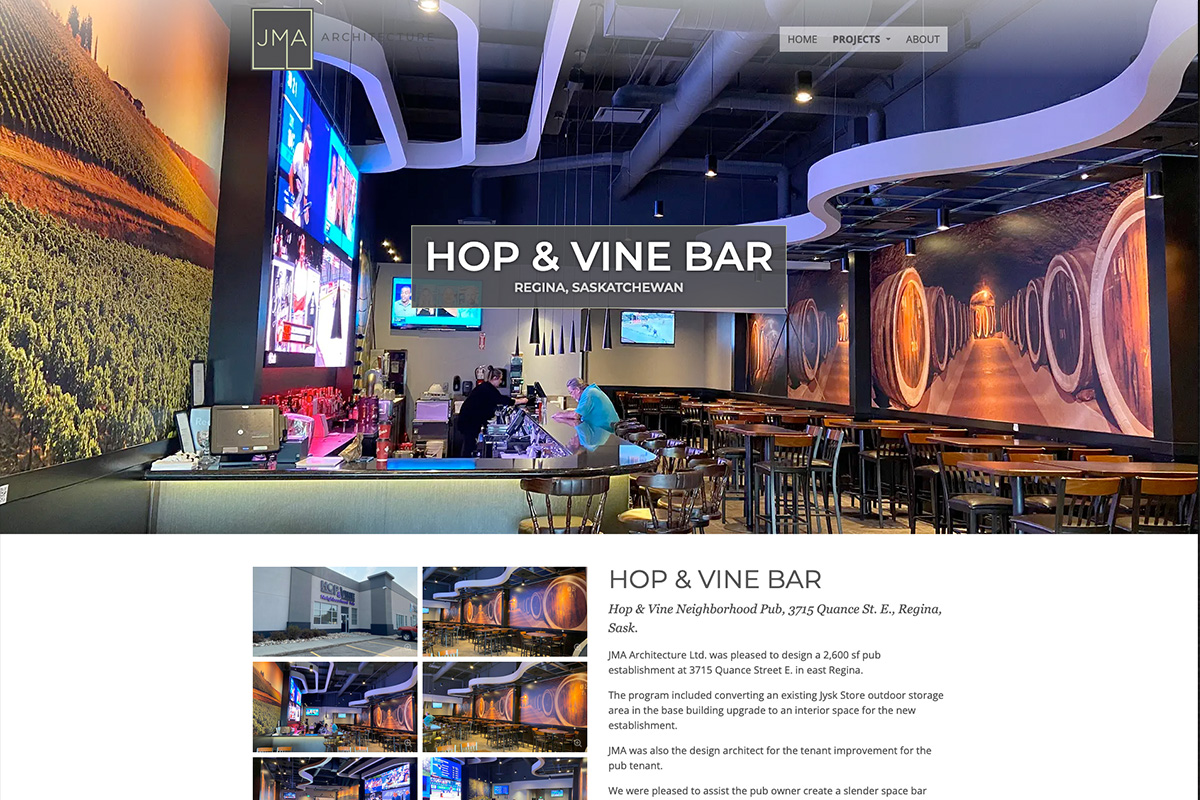 JMA ARCHITECTURE
HOME PROJECTS ABOUT
HOP & VINE BAR
REGINA, SASKATCHEWAN
HOP & VINE
Neighborhood Pub
HOP & VINE BAR
Hop & Vine Neighborhood Pub, 3715 Quance St. E., Regina,
Sask.
JMA Architecture Ltd. was pleased to design a 2,600 sf pub
establishment at 3715 Quance Street E. in east Regina.
The program included converting an existing Jysk Store outdoor storage
area in the base building upgrade to an interior space for the new
establishment.
JMA was also the design architect for the tenant improvement for the
pub tenant.
We were pleased to assist the pub owner create a slender space bar